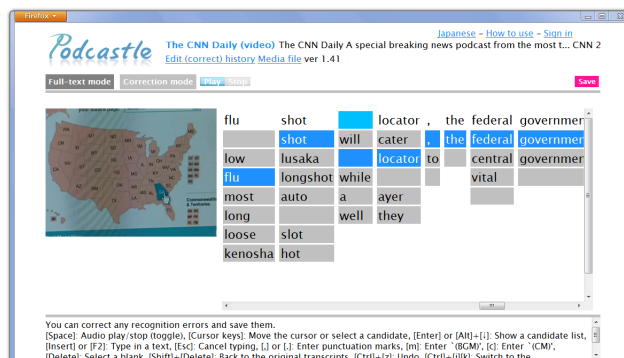 Firefox
Japanese – How to use – Sign in
Podcastle
The CNN Daily (video) The CNN Daily A special breaking news podcast from the most t... CNN 2
Edit (correct) history Media file ver 1.41
Full-text mode Correction mode Play Stop Save
flu shot locator , the federal governmen
shot will cater , the federal governmen
low lusaka locator to central governmen
flu longshot while vital
most auto a ayer
long well they
loose slot
kenosha hot
You can correct any recognition errors and save them.
[Space]: Audio play/stop (toggle), [Cursor keys]: Move the cursor or select a candidate, [Enter] or [Alt]+[↓]: Show a candidate list,
[Insert] or [F2]: Type in a text, [Esc]: Cancel typing, [,] or [.]: Enter punctuation marks, [m]: Enter `(BGM)', [c]: Enter `(CM)',
[Delete]: Select a blank, [Shift]+[Delete]: Back to the original transcripts, [Ctrl]+[z]: Undo, [Ctrl]+[j][k]: Switch to the